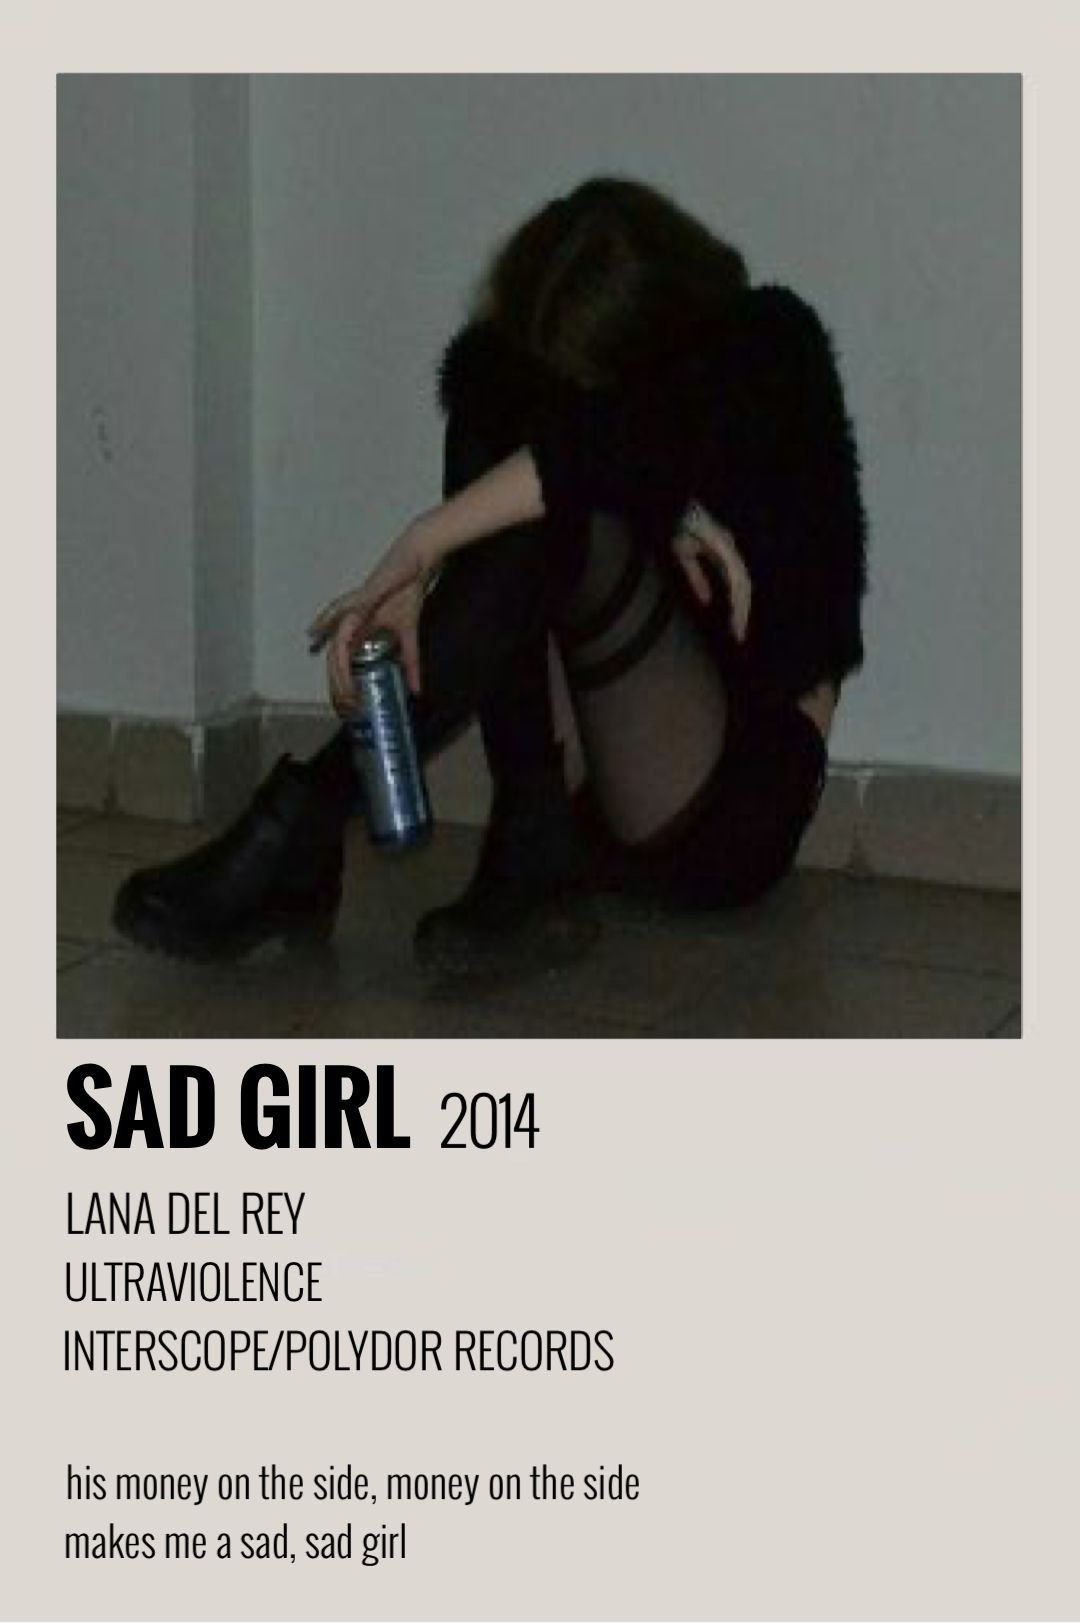 SAD GIRL 2014
LANA DEL REY
ULTRAVIOLENCE
INTERSCOPE/POLYDOR RECORDS
his money on the side, money on the side
makes me a sad, sad girl